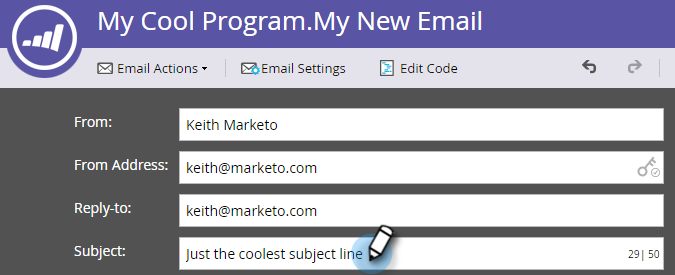 My Cool Program.My New Email
Email Actions Email Settings Edit Code
From: Keith Marketo
From Address: keith@marketo.com
Reply-to: keith@marketo.com
Subject: Just the coolest subject line 29| 50